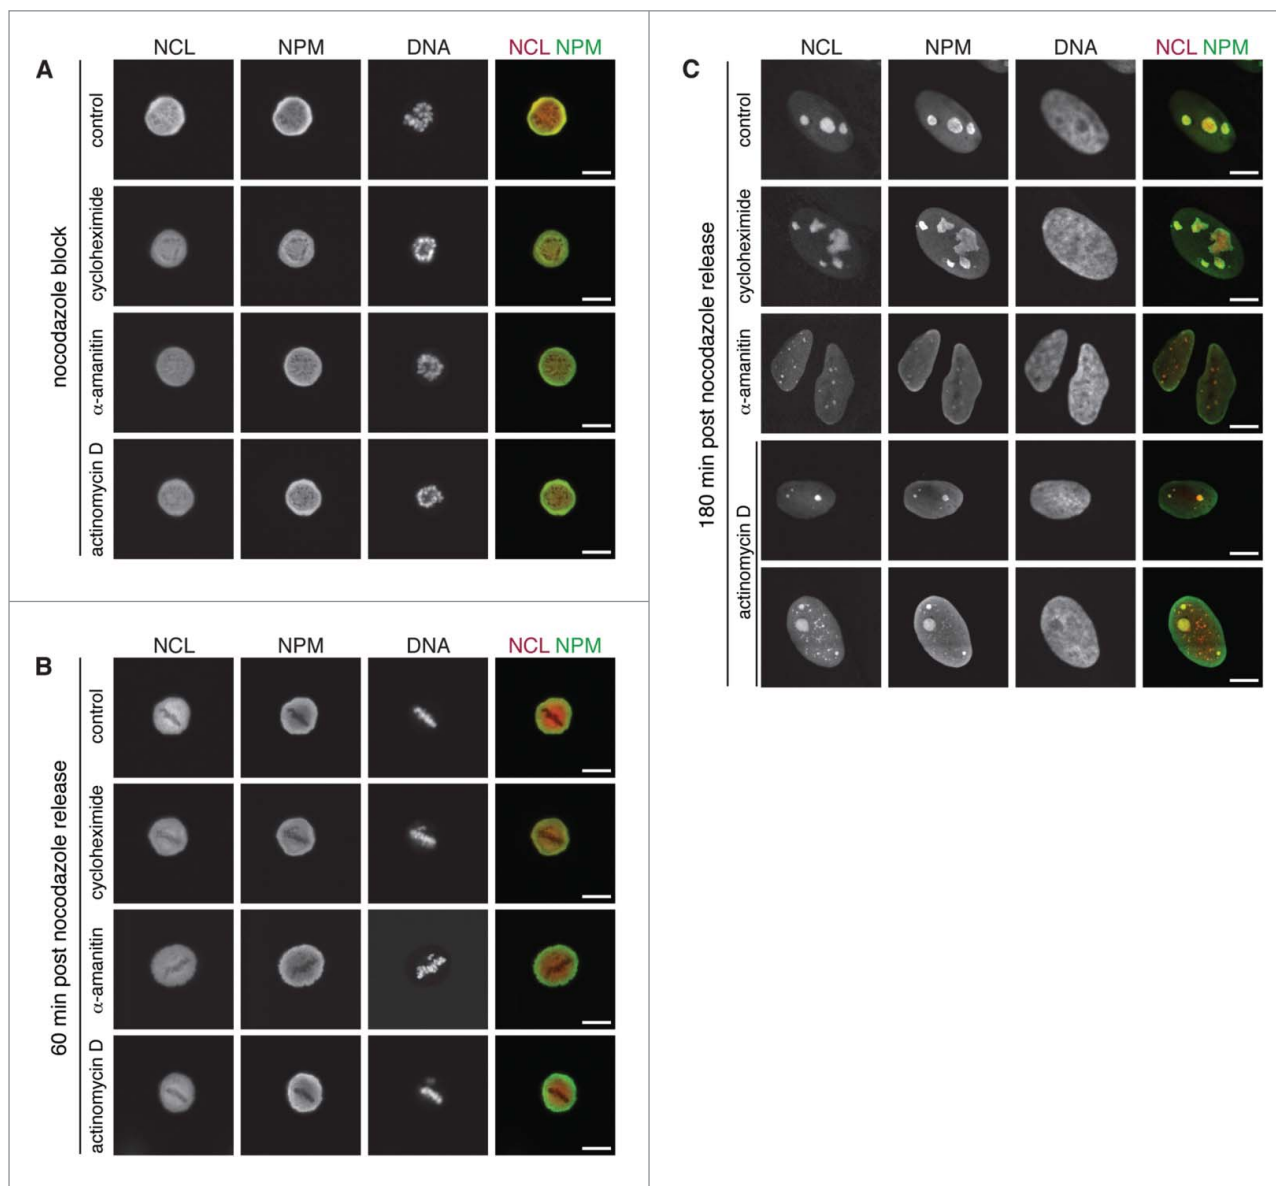 A
NCL NPM DNA NCL NPM
nocodazole block
control
cycloheximide
α-amanitin
actinomycin D
B
NCL NPM DNA NCL NPM
60 min post nocodazole release
control
cycloheximide
α-amanitin
actinomycin D
C
NCL NPM DNA NCL NPM
180 min post nocodazole release
control
cycloheximide
α-amanitin
actinomycin D